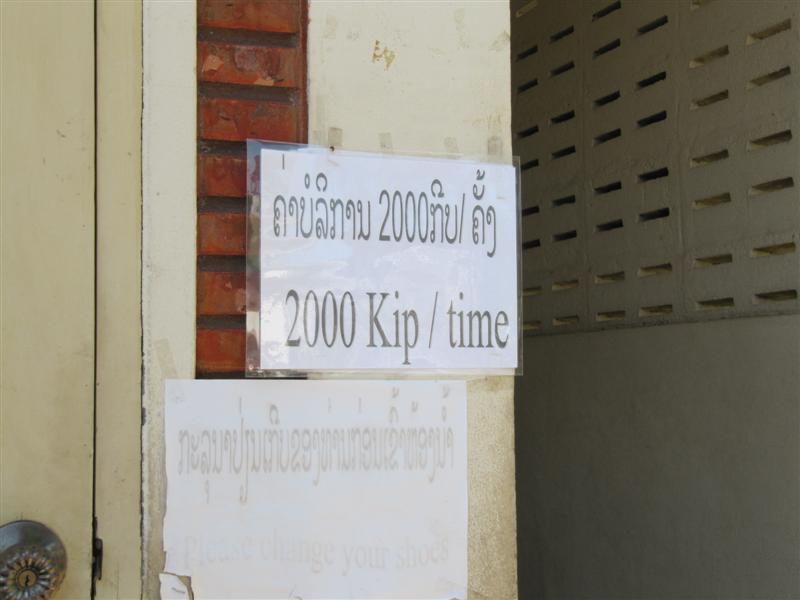 ຄ່າບໍລິການ 2000ກີບ/ ຄັ້ງ
2000 Kip / time
ກະລຸນາປ່ຽນເກີບຂອງທ່ານກ່ອນເຂົ້າຫ້ອງນ້ຳ
Please change your shoes